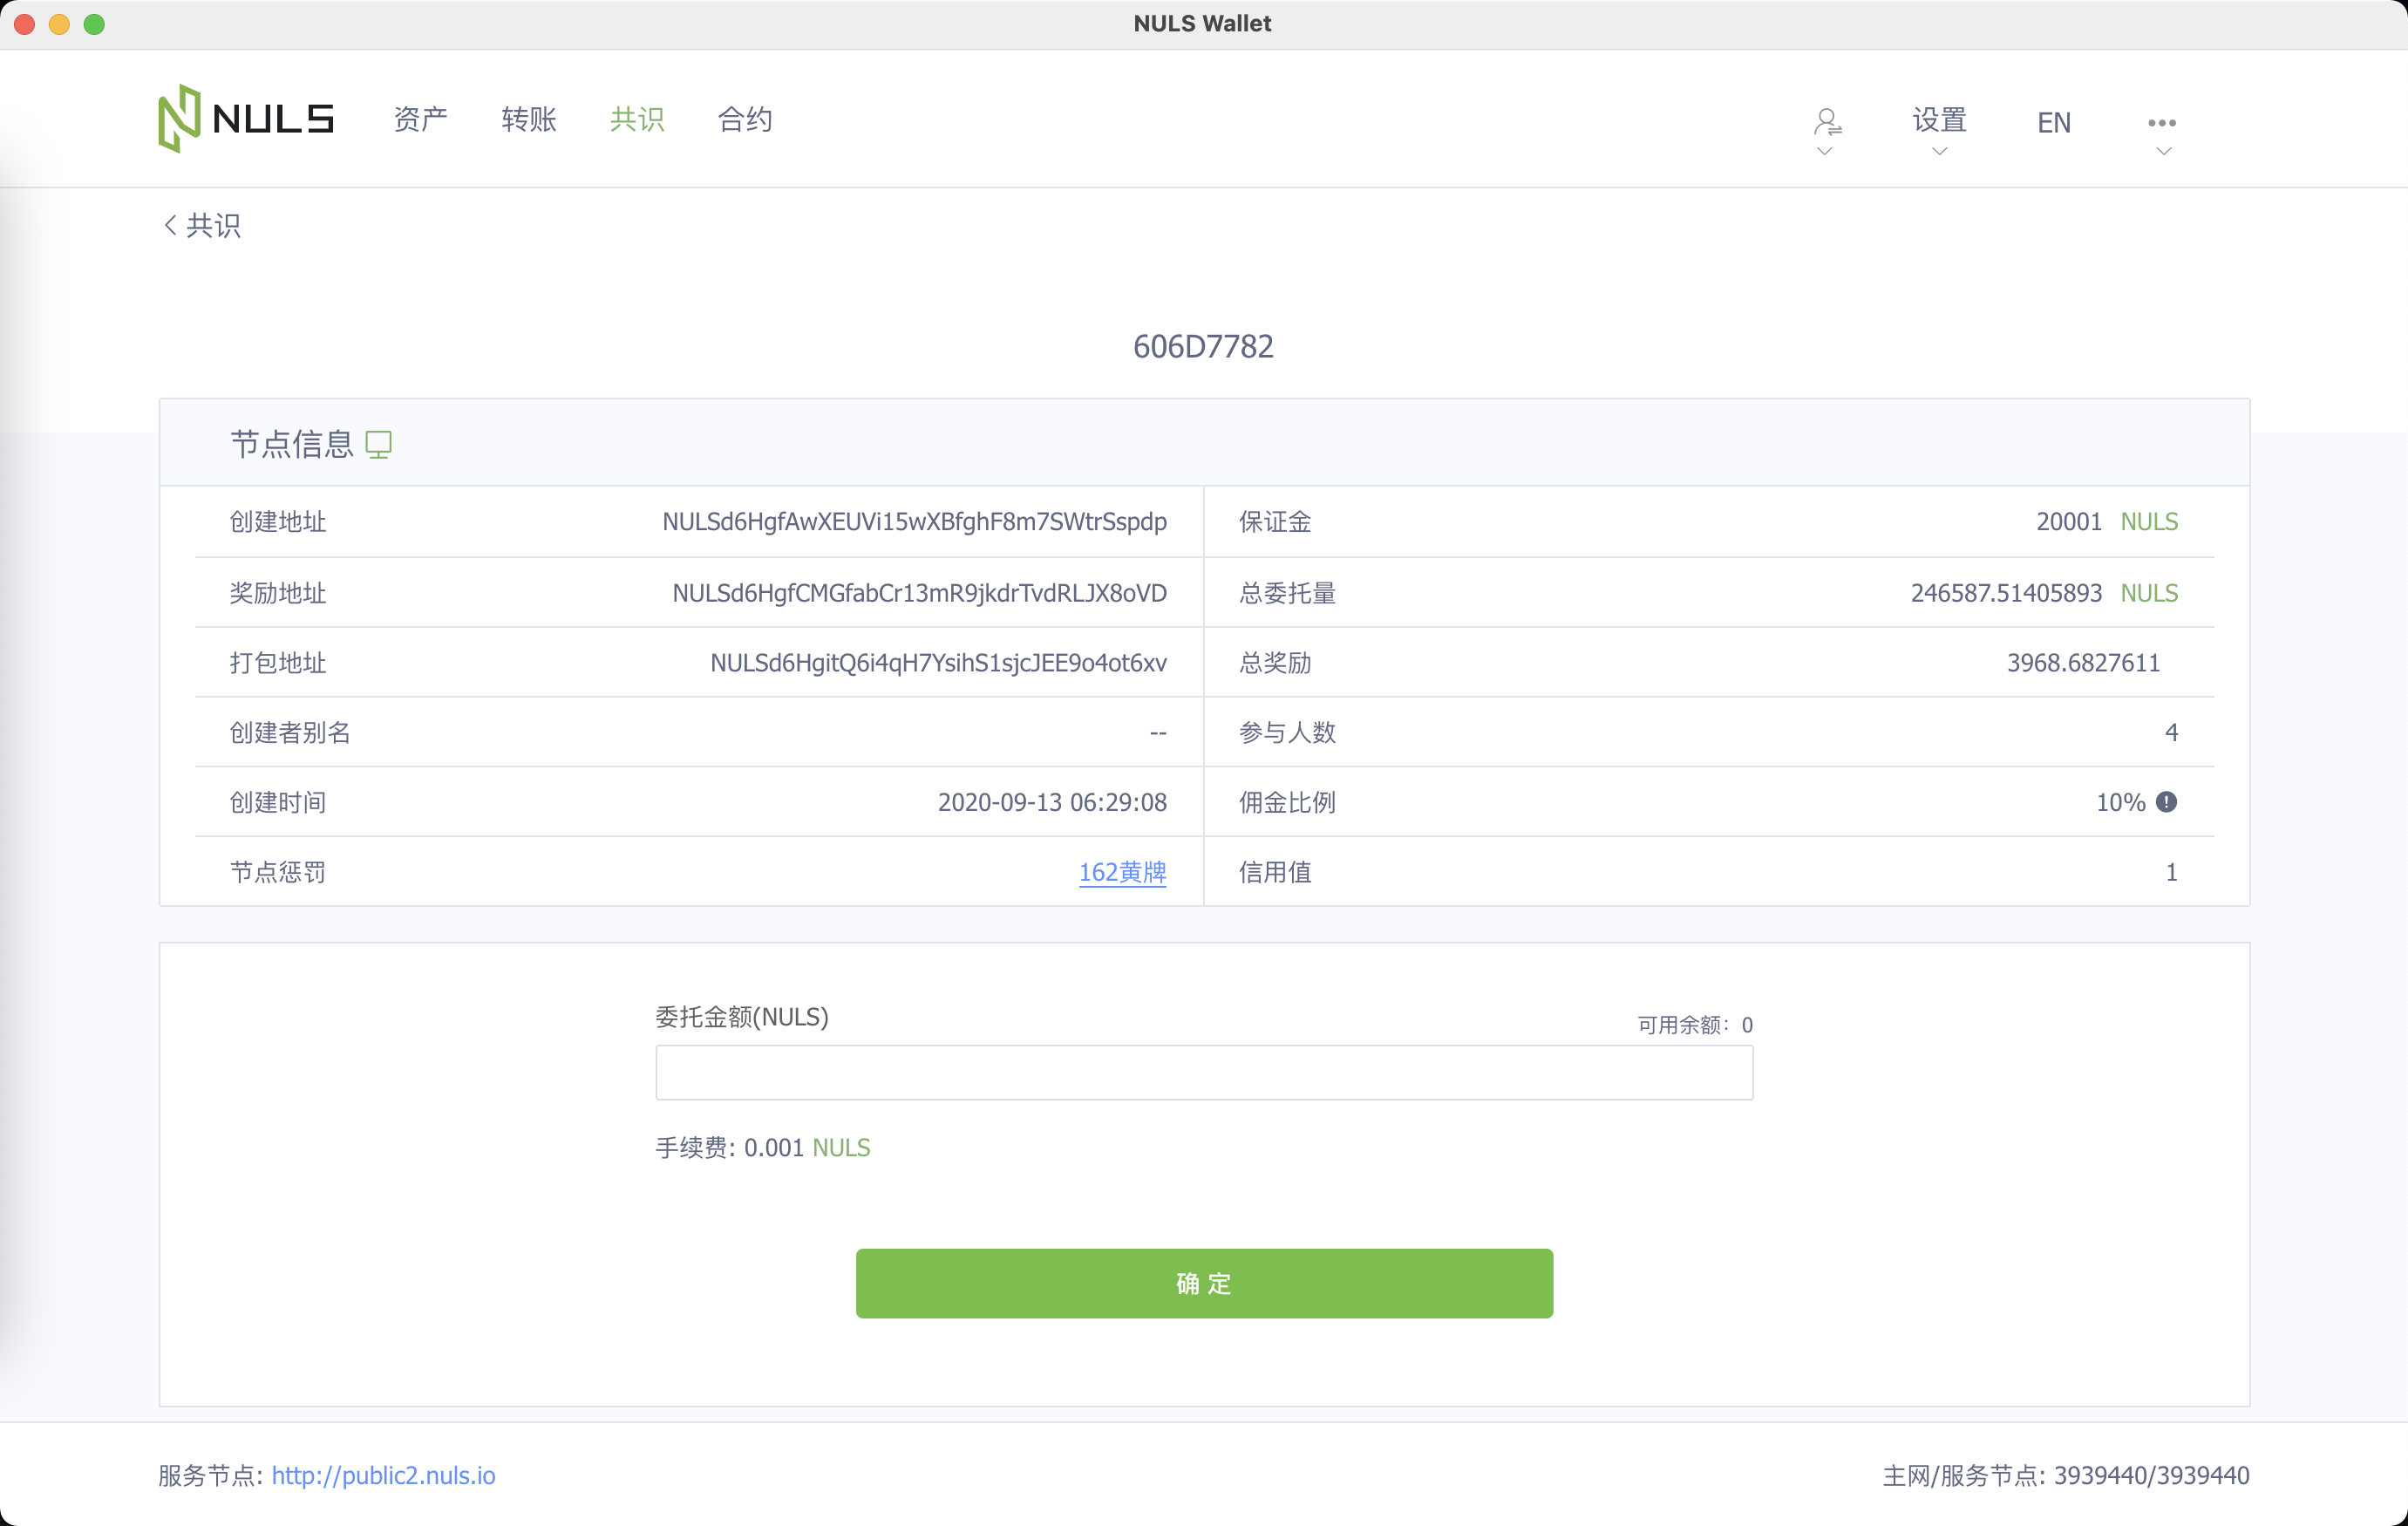 NULS Wallet
NULS 资产 转账 共识 合约 设置 EN
共识
606D7782
节点信息
创建地址 NULSd6HgfAwXEUVi15wXBfghF8m7SWtrSspdp 保证金 20001 NULS
奖励地址 NULSd6HgfCMGfabCr13mR9jkdrTvdRLJX8oVD 总委托量 246587.51405893 NULS
打包地址 NULSd6HgitQ6i4qH7YsihS1sjcJEE9o4ot6xv 总奖励 3968.6827611
创建者别名 -- 参与人数 4
创建时间 2020-09-13 06:29:08 佣金比例 10%
节点惩罚 162黄牌 信用值 1
委托金额(NULS) 可用余额：0
手续费: 0.001 NULS
确 定
服务节点: http://public2.nuls.io 主网/服务节点: 3939440/3939440